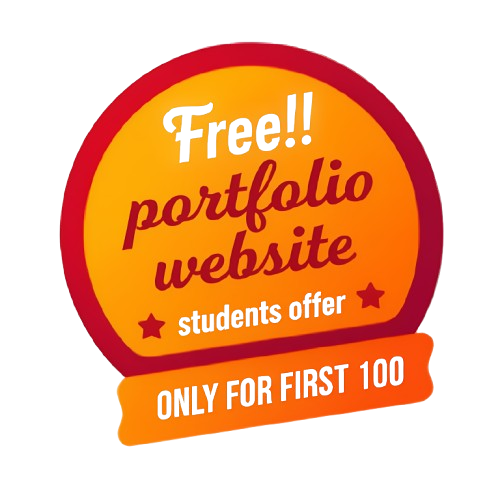 Free!!
portfolio
website
students offer
ONLY FOR FIRST 100